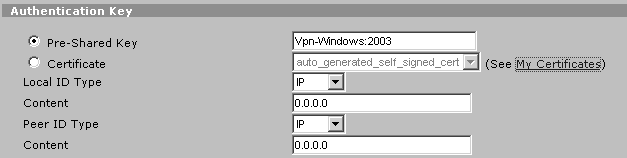 Authentication Key
Pre-Shared Key Vpn-Windows:2003
Certificate auto_generated_self_signed_cert (See My Certificates)
Local ID Type IP
Content 0.0.0.0
Peer ID Type IP
Content 0.0.0.0